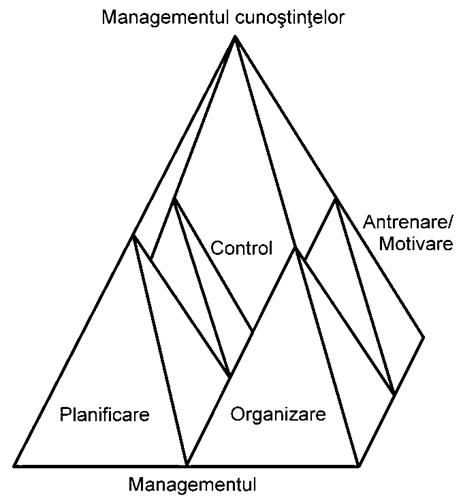 Managementul cunoştinţelor
Antrenare/
Motivare
Control
Planificare
Organizare
Managementul